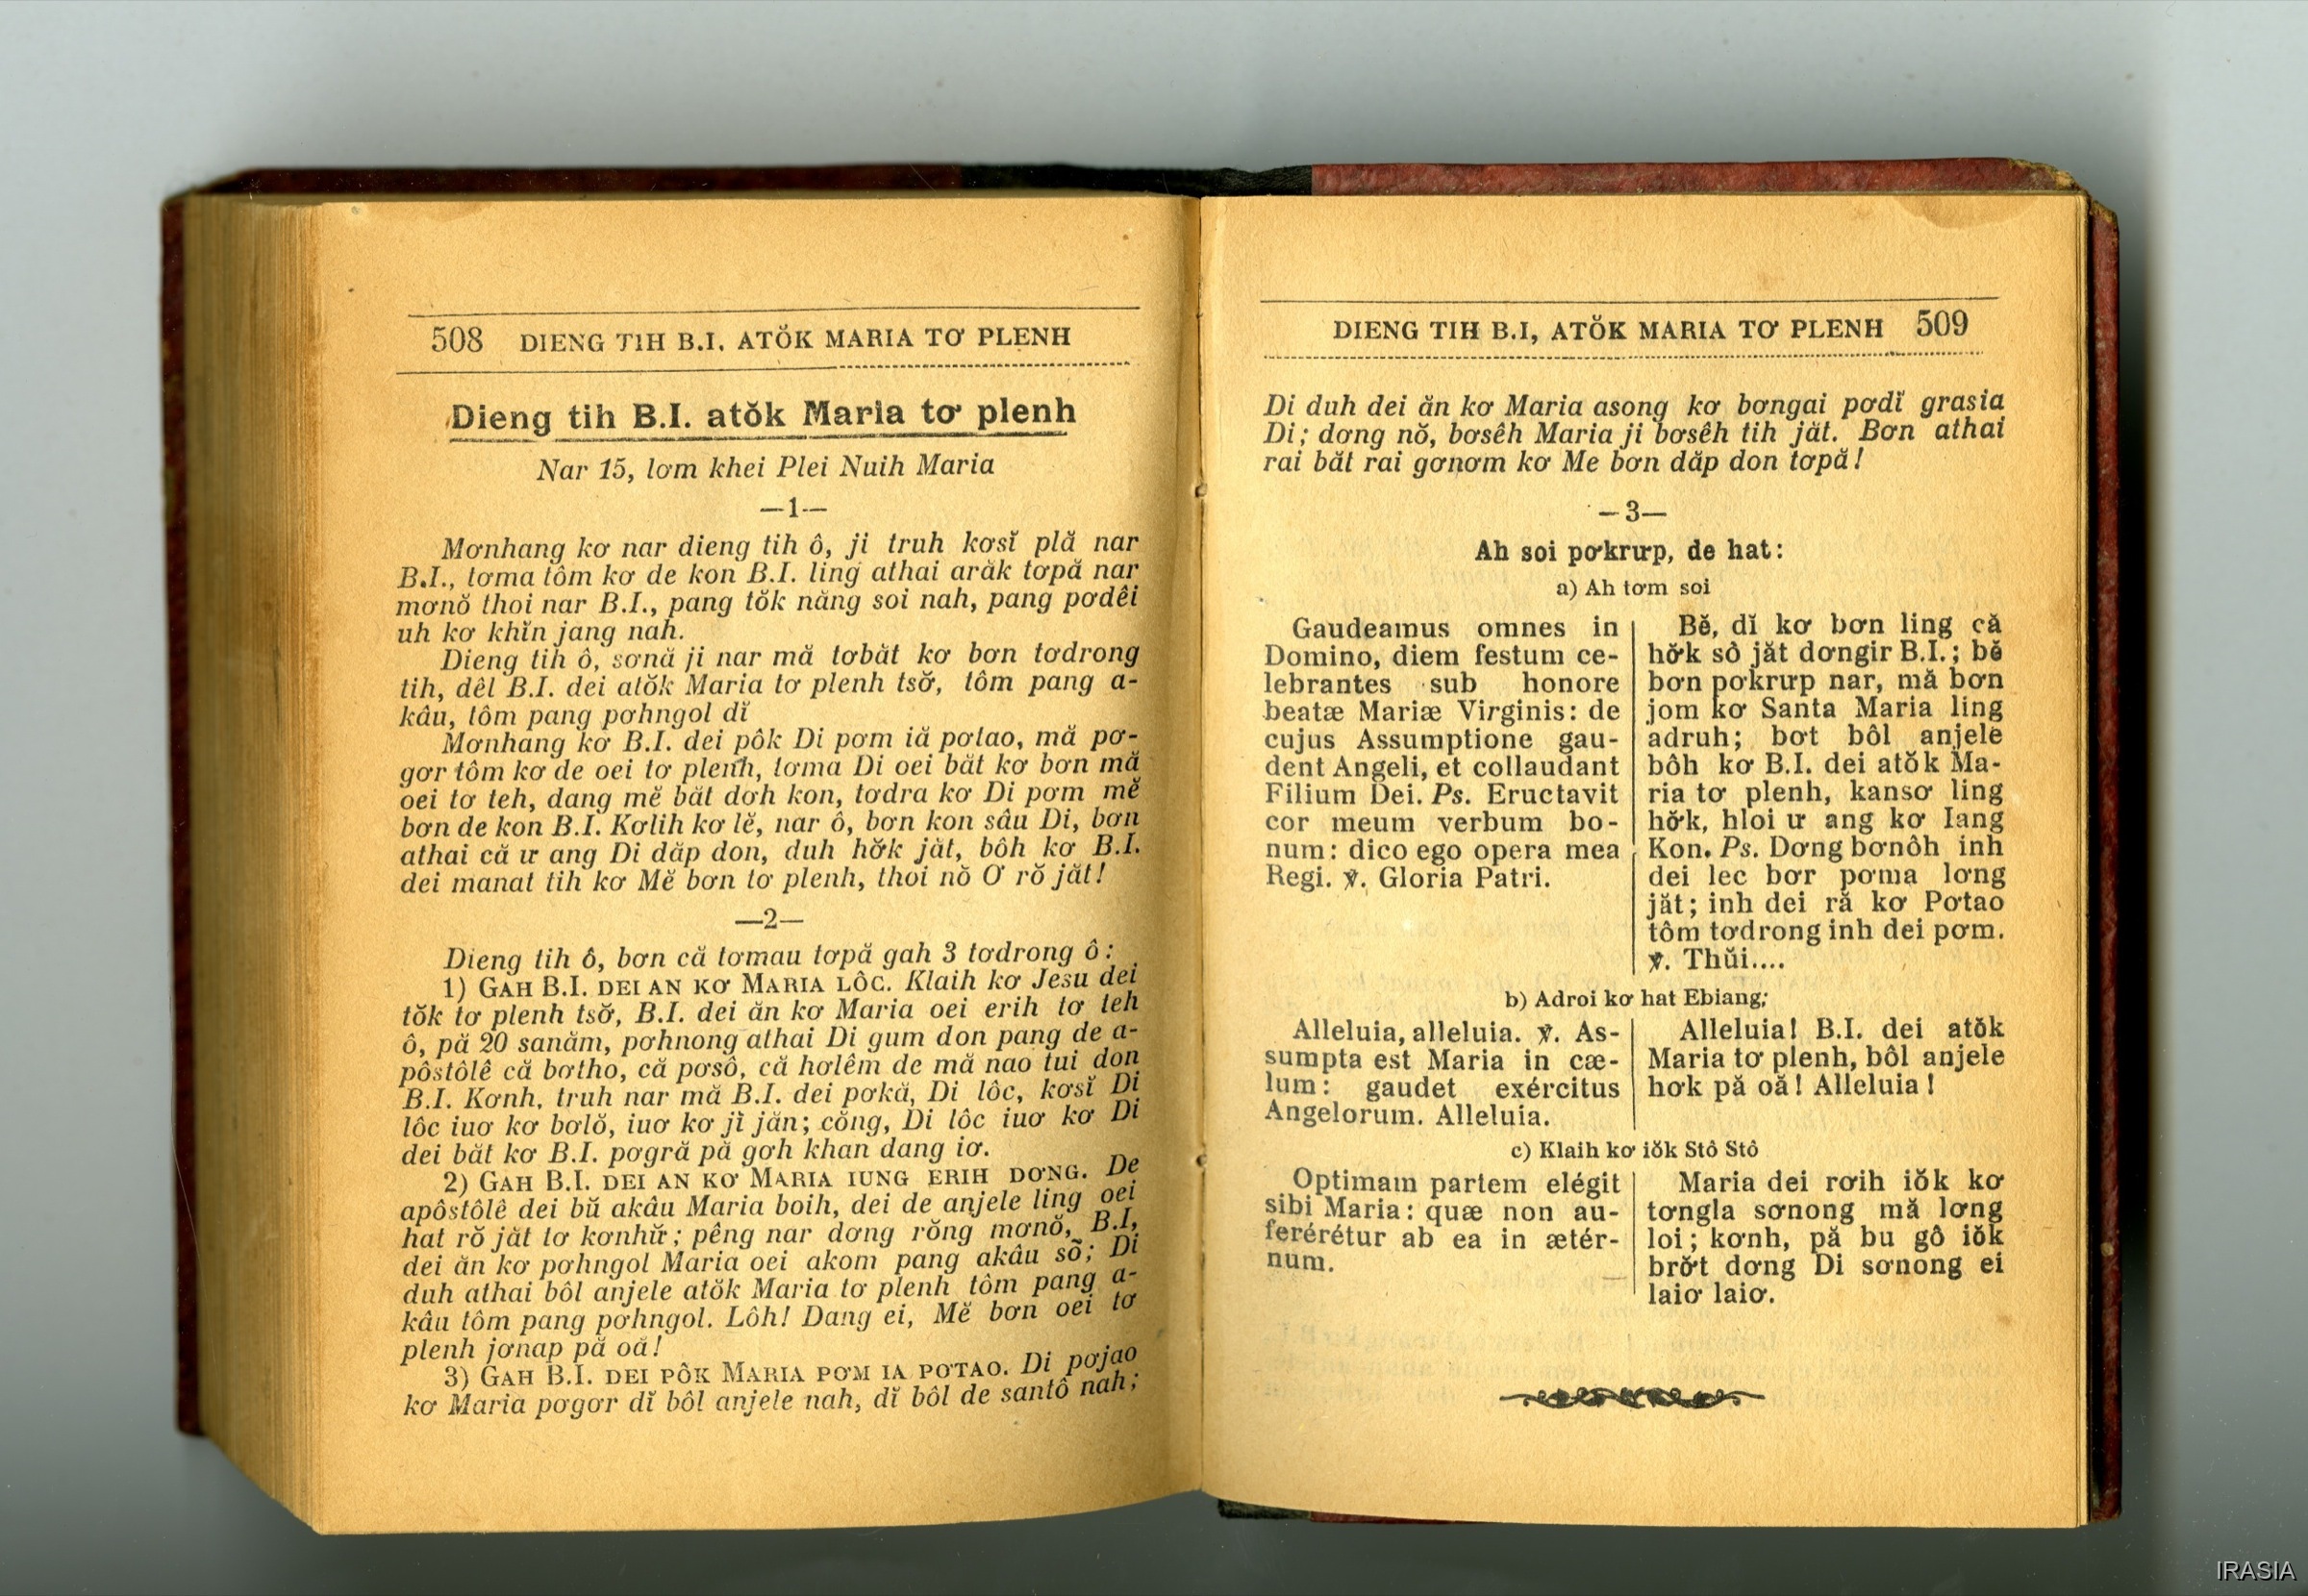 508 DIENG TIH B.I. ATŎK MARIA TƠ PLENH
Dieng tih B.I. atŏk Maria tơ plenh
Nar 15, lơm khei Plei Nuih Maria
—1—
Mơnhang kơ nar dieng tih ô, ji truh kơsĭ plă nar
B.I., tơma tôm kơ de kon B.I. ling athai arăk tơpă nar
mơnŏ thoi nar B.I., pang tŏk năng soi nah, pang pơdêi
uh kơ khĭn jang nah.
Dieng tih ô, sơnă ji nar mă tơbăt kơ bơn tơdrong
tih, dêl B.I. dei atŏk Maria tơ plenh tsơ̆, tôm pang a-
kâu, tôm pang pơhngol dĭ
Mơnhang kơ B.I. dei pôk Di pơm iă pơtao, mă pơ-
gơr tôm kơ de oei tơ plenh, tơma Di oei băt kơ bơn mă
oei tơ teh, dang mĕ băt dơh kon, tơdra kơ Di pơm mĕ
bơn de kon B.I. Kơlih kơ lĕ, nar ô, bơn kon sâu Di, bơn
athai că ư ang Di dăp don, duh hơ̆k jăt, bôh kơ B.I.
dei manat tih kơ Mĕ bơn tơ plenh, thoi nŏ Ơ rŏ jăt!
—2—
Dieng tih ô, bơn că tơmau tơpă gah 3 tơdrong ô:
1) GAH B.I. DEI AN KƠ MARIA LÔC. Klaih kơ Jesu dei
tŏk tơ plenh tsơ̆, B.I. dei ăn kơ Maria oei erih tơ teh
ô, pă 20 sanăm, pơhnong athai Di gum don pang de a-
pôstôlê că bơtho, că pơsô, că hơlêm de mă nao tui don
B.I. Kơnh, truh nar mă B.I. dei pơkă, Di lôc, kơsĭ Di
lôc iuơ kơ bơlŏ, iuơ kơ jĭ jăn; cŏng, Di lôc iuơ kơ Di
dei băt kơ B.I. pơgră pă gơh khan dang iơ.
2) GAH B.I. DEI AN KƠ MARIA IUNG ERIH DƠNG. De
apôstôlê dei bŭ akâu Maria boih, dei de anjele ling oei
hat rŏ jăt tơ kơnhư̆; pêng nar dơng rŏng mơnŏ, B.I,
dei ăn kơ pơhngol Maria oei akom pang akâu sŏ; Di
duh athai bôl anjele atŏk Maria tơ plenh tôm pang a-
kâu tôm pang pơhngol. Lôh! Dang ei, Mĕ bơn oei tơ
plenh jơnap pă oă!
3) GAH B.I. DEI PÔK MARIA PƠM IA PƠTAO. Di pơjao
kơ Maria pơgơr dĭ bôl anjele nah, dĭ bôl de santô nah;
DIENG TIH B.I, ATŎK MARIA TƠ PLENH 509
Di duh dei ăn kơ Maria asong kơ bơngai pơdĭ grasia
Di; dơng nŏ, bơsêh Maria ji bơsêh tih jăt. Bơn athai
rai băt rai gơnơm kơ Me bơn dăp don tơpă!
—3—
Ah soi pơkrưp, de hat:
a) Ah tơm soi
Gaudeamus omnes in
Domino, diem festum ce-
lebrantes sub honore
beatæ Mariæ Virginis: de
cujus Assumptione gau-
dent Angeli, et collaudant
Filium Dei. Ps. Eructavit
cor meum verbum bo-
num: dico ego opera mea
Regi. ℣. Gloria Patri.
Bĕ, dĭ kơ bơn ling că
hơ̆k sô jăt dơngir B.I.; bĕ
bơn pơkrưp nar, mă bơn
jom kơ Santa Maria ling
adruh; bơt bôl anjele
bôh kơ B.I. dei atŏk Ma-
ria tơ plenh, kansơ ling
hơ̆k, hloi ư ang kơ Iang
Kon. Ps. Dơng bơnôh inh
dei lec bơr pơma lơng
jăt; inh dei ră kơ Pơtao
tôm tơdrong inh dei pơm.
℣. Thŭi....
b) Adroi kơ hat Ebiang;
Alleluia, alleluia. ℣. As-
sumpta est Maria in cæ-
lum: gaudet exércitus
Angelorum. Alleluia.
Alleluia! B.I. dei atŏk
Maria tơ plenh, bôl anjele
hơk pă oă! Alleluia!
c) Klaih kơ iŏk Stô Stô
Optimam partem elégit
sibi Maria: quæ non au-
ferérétur ab ea in ætér-
num.
Maria dei rơih iŏk kơ
tơngla sơnong mă lơng
loi; kơnh, pă bu gô iŏk
brơ̆t dơng Di sơnong ei
laiơ laiơ.
IRASIA